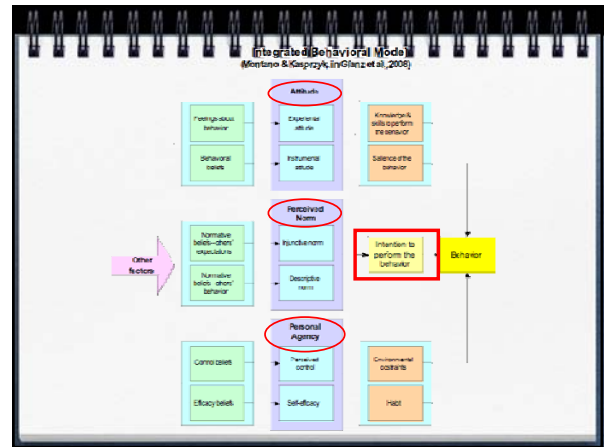 Integrated Behavioral Model
(Montano & Kasprzyk, in Glanz et al., 2008)
Attitude
Feelings about
behavior
Experiential
attitude
Knowledge &
skills to perform
the behavior
Behavioral
beliefs
Instrumental
attitude
Salience of the
behavior
Perceived
Norm
Normative
beliefs—others'
expectations
Injunctive norm
Intention to
perform the
behavior
Behavior
Other
factors
Normative
beliefs—others'
behavior
Descriptive
norm
Personal
Agency
Control beliefs
Perceived
control
Environmental
constraints
Efficacy beliefs
Self-efficacy
Habit